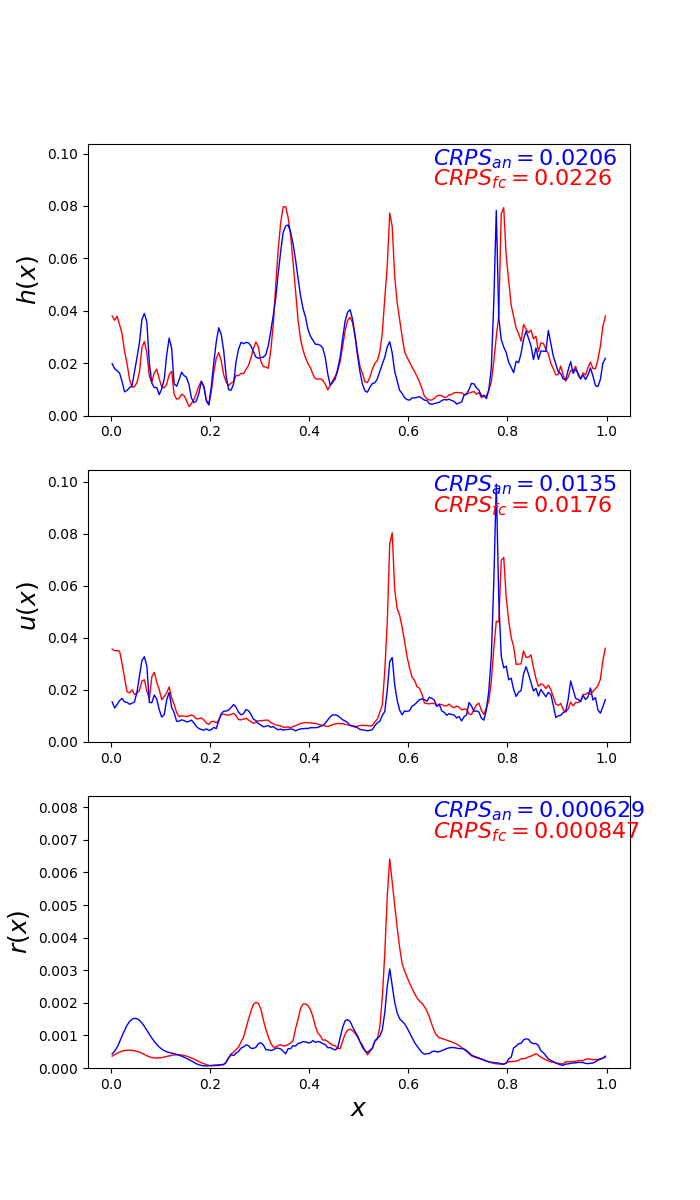 CRPS_an = 0.0206
CRPS_fc = 0.0226
h(x)
0.10
0.08
0.06
0.04
0.02
0.00
0.0 0.2 0.4 0.6 0.8 1.0
CRPS_an = 0.0135
CRPS_fc = 0.0176
u(x)
0.10
0.08
0.06
0.04
0.02
0.00
0.0 0.2 0.4 0.6 0.8 1.0
CRPS_an = 0.000629
CRPS_fc = 0.000847
r(x)
0.008
0.007
0.006
0.005
0.004
0.003
0.002
0.001
0.000
0.0 0.2 0.4 0.6 0.8 1.0
x